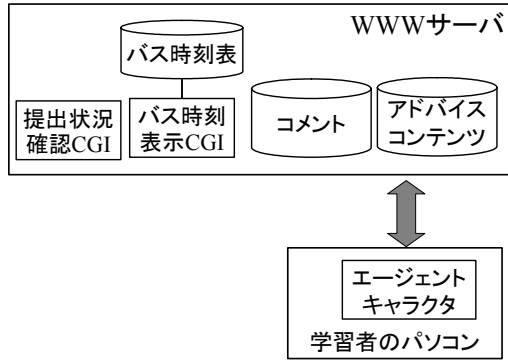 WWWサーバ
バス時刻表
提出状況
確認CGI
バス時刻
表示CGI
コメント
アドバイス
コンテンツ
エージェント
キャラクタ
学習者のパソコン